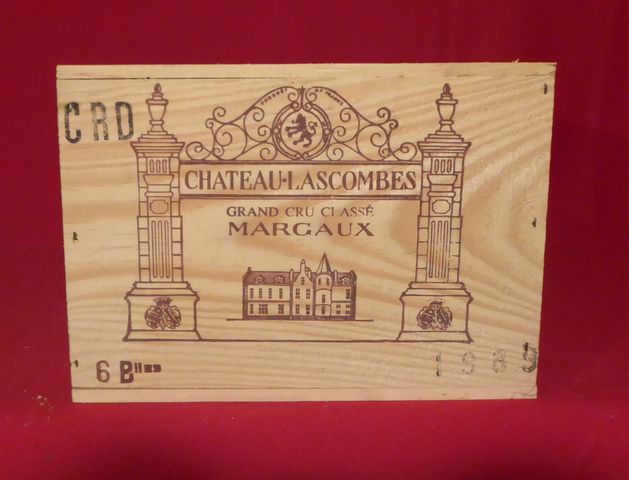 CRD
CHATEAU·LASCOMBES
GRAND CRU CLASSÉ
MARGAUX
6 Blles
1989